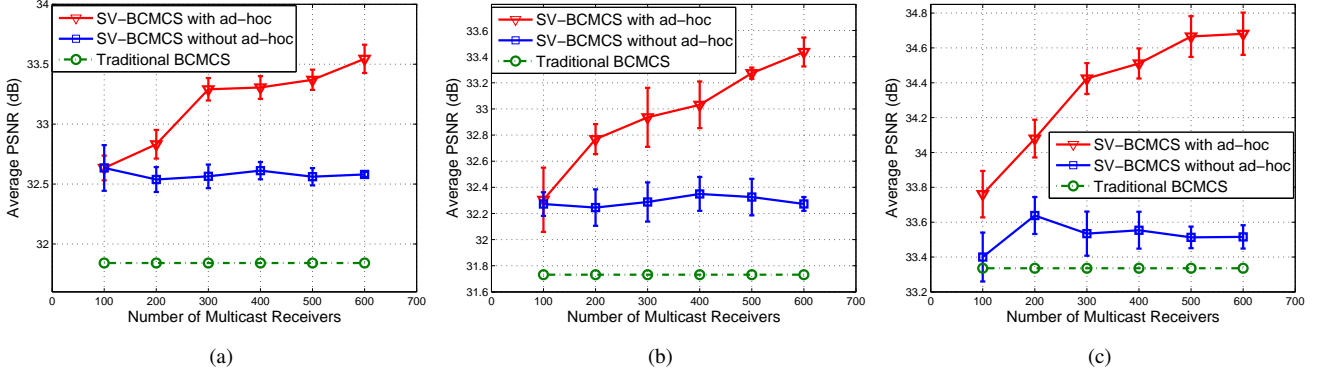 SV−BCMCS with ad−hoc
SV−BCMCS without ad−hoc
Traditional BCMCS
34
33.5
33
32.5
32
Average PSNR (dB)
0 100 200 300 400 500 600 700
Number of Multicast Receivers
(a)
SV−BCMCS with ad−hoc
SV−BCMCS without ad−hoc
Traditional BCMCS
33.6
33.4
33.2
33
32.8
32.6
32.4
32.2
32
31.8
31.6
Average PSNR (dB)
0 100 200 300 400 500 600 700
Number of Multicast Receivers
(b)
34.8
34.6
34.4
34.2
34
33.8
33.6
33.4
33.2
Average PSNR (dB)
SV−BCMCS with ad−hoc
SV−BCMCS without ad−hoc
Traditional BCMCS
0 100 200 300 400 500 600 700
Number of Multicast Receivers
(c)